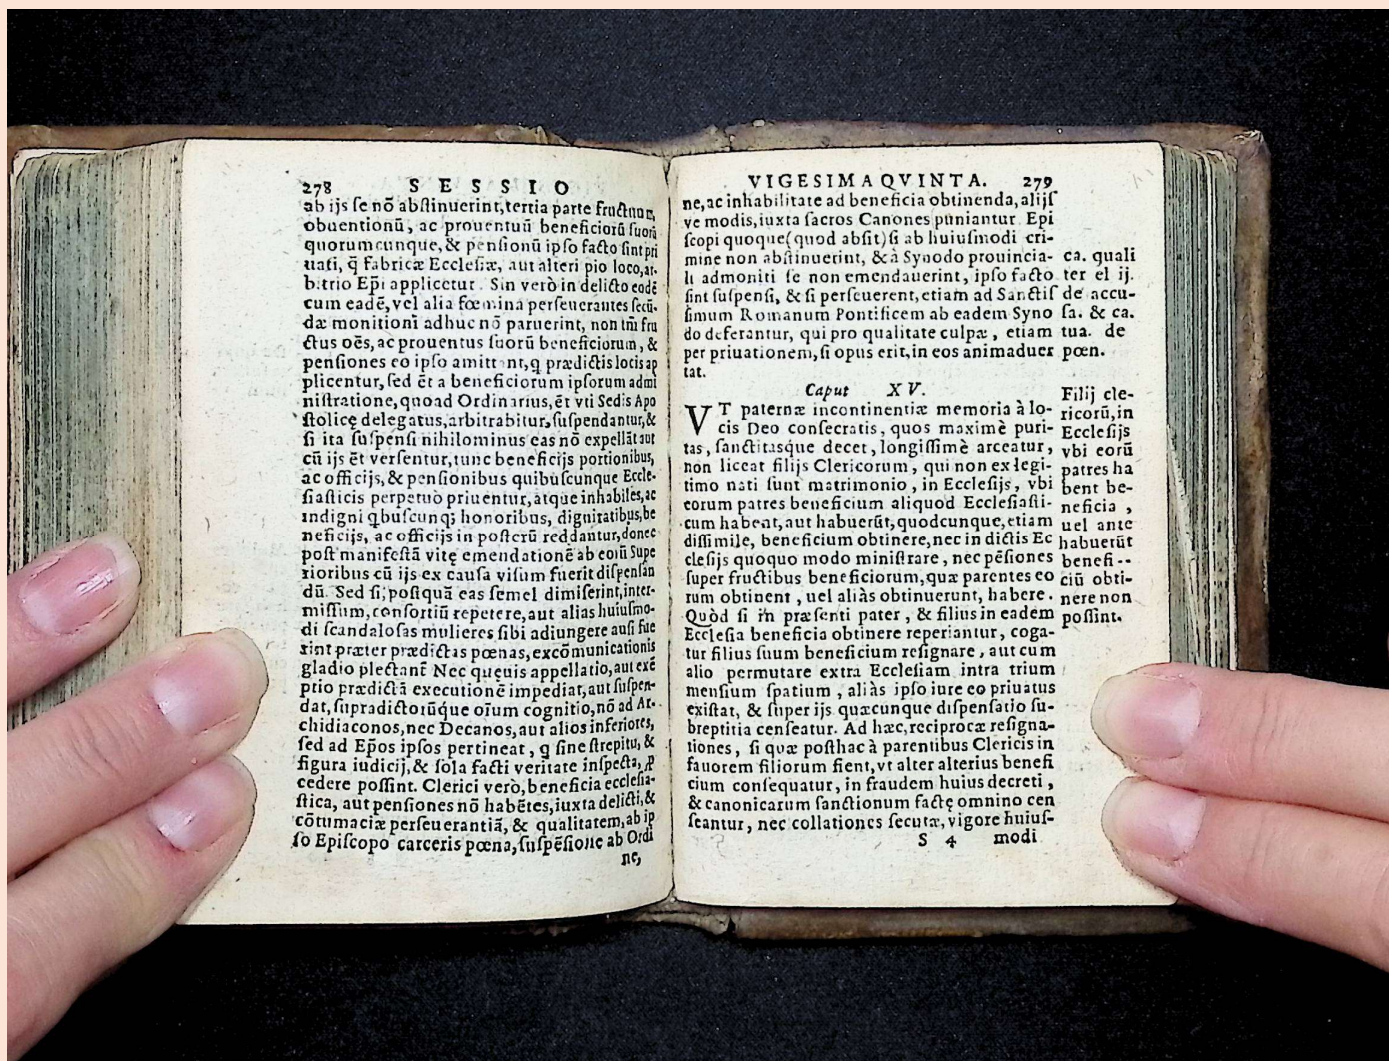 278 SESSIO
ab ijs ſe nō abſtinuerint,tertia parte fructuum,
obuentionū, ac prouentuū beneficiorū ſuorū
quorumcunque,& penſionū ipſo facto ſint pri
uati, q̄ fabricæ Eccleſiæ, aut alteri pio loco,ar-
bitrio Ep̄i applicetur. Sin verò in delicto eodē
cum eadē,vel alia fœmina perſeuerantes ſecū-
dæ monitioni adhuc nō paruerint, non tm̄ fru
ctus oēs,ac prouentus ſuorū beneficiorum, &
penſiones eo ipſo amittent,q prædictis locis ap
plicentur,ſed ēt a beneficiorum ipſorum admi
niſtratione,quoad Ordinarius,ēt vti Sedis Apo
ſtolicę delegatus,arbitrabitur,ſuſpendantur,&
ſi ita ſuſpenſi nihilominus eas nō expellāt aut
cū ijs ēt verſentur,tunc beneficijs portionibus,
ac officijs,& penſionibus quibuſcunque Eccle-
ſiaſticis perpetuò priuentur,atque inhabiles,ac
indigni qbuſcunq; honoribus, dignitatibus,be
neficijs, ac officijs in poſterū reddantur,donec
poſt manifeſtā vitę emendationē ab eorū Supe
rioribus cū ijs ex cauſa viſum fuerit diſpenſan
dū. Sed ſi,poſtquā eas ſemel dimiſerint,inter-
miſſum,conſortiū repetere,aut alias huiuſmo-
di ſcandaloſas mulieres ſibi adiungere auſi fue
rint præter prædictas pœnas,excōmunicationis
gladio plectanť Nec quęuis appellatio,aut exē
ptio prædictā executionē impediat,aut ſuſpen-
dat,ſupradictorūque oīum cognitio,nō ad Ar-
chidiaconos,nec Decanos,aut alios inferiores,
ſed ad Ep̄os ipſos pertineat, q ſine ſtrepitu, &
figura iudicij,& ſola facti veritate inſpecta, ꝓ
cedere poſſint. Clerici verò,beneficia eccleſia-
ſtica, aut penſiones nō habētes,iuxta delicti,&
cōtumaciæ perſeuerantiā, & qualitatem,ab ip
ſo Epiſcopo carceris pœna,ſuſpēſione ab Ordi
ne,
VIGESIMAQVINTA. 279
ne,ac inhabilitate ad beneficia obtinenda,alijſ
ve modis,iuxta ſacros Canones puniantur Epi
ſcopi quoque(quod abſit)ſi ab huiuſmodi cri-
mine non abſtinuerint, & à Synodo prouincia-
li admoniti ſe non emendauerint, ipſo facto
ſint ſuſpenſi, & ſi perſeuerent,etiam ad Sanctiſ
ſimum Romanum Pontificem ab eadem Syno
do deferantur, qui pro qualitate culpæ, etiam
per priuationem,ſi opus erit,in eos animaduer
tat.
ca. quali
ter el ij.
de accu-
ſa. & ca.
tua. de
pœn.
Caput XV.
VT paternæ incontinentiæ memoria à lo-
cis Deo conſecratis, quos maximè puri-
tas, ſanctitasque decet, longiſſimè arceatur,
non liceat filijs Clericorum, qui non ex legi-
timo nati ſunt matrimonio, in Eccleſijs, vbi
eorum patres beneficium aliquod Eccleſiaſti-
cum habent,aut habuerūt,quodcunque,etiam
diſſimile, beneficium obtinere,nec in dictis Ec
cleſijs quoquo modo miniſtrare, nec pēſiones
ſuper fructibus beneficiorum,quæ parentes eo
rum obtinent, uel aliàs obtinuerunt, habere.
Quòd ſi in præſenti pater, & filius in eadem
Eccleſia beneficia obtinere reperiantur, coga-
tur filius ſuum beneficium reſignare, aut cum
alio permutare extra Eccleſiam intra trium
menſium ſpatium, aliàs ipſo iure eo priuatus
exiſtat, & ſuper ijs quæcunque diſpenſatio ſu-
breptitia cenſeatur. Ad hæc,reciprocæ reſigna-
tiones, ſi quæ poſthac à parentibus Clericis in
fauorem filiorum fient,vt alter alterius benefi
cium conſequatur, in fraudem huius decreti,
& canonicarum ſanctionum factę omnino cen
ſeantur, nec collationes ſecutæ,vigore huiuſ-
S 4 modi
Filij cle-
ricorū,in
Eccleſijs
vbi eorū
patres ha
bent be-
neficia,
uel ante
habuerūt
benefi--
ciū obti-
nere non
poſſint.